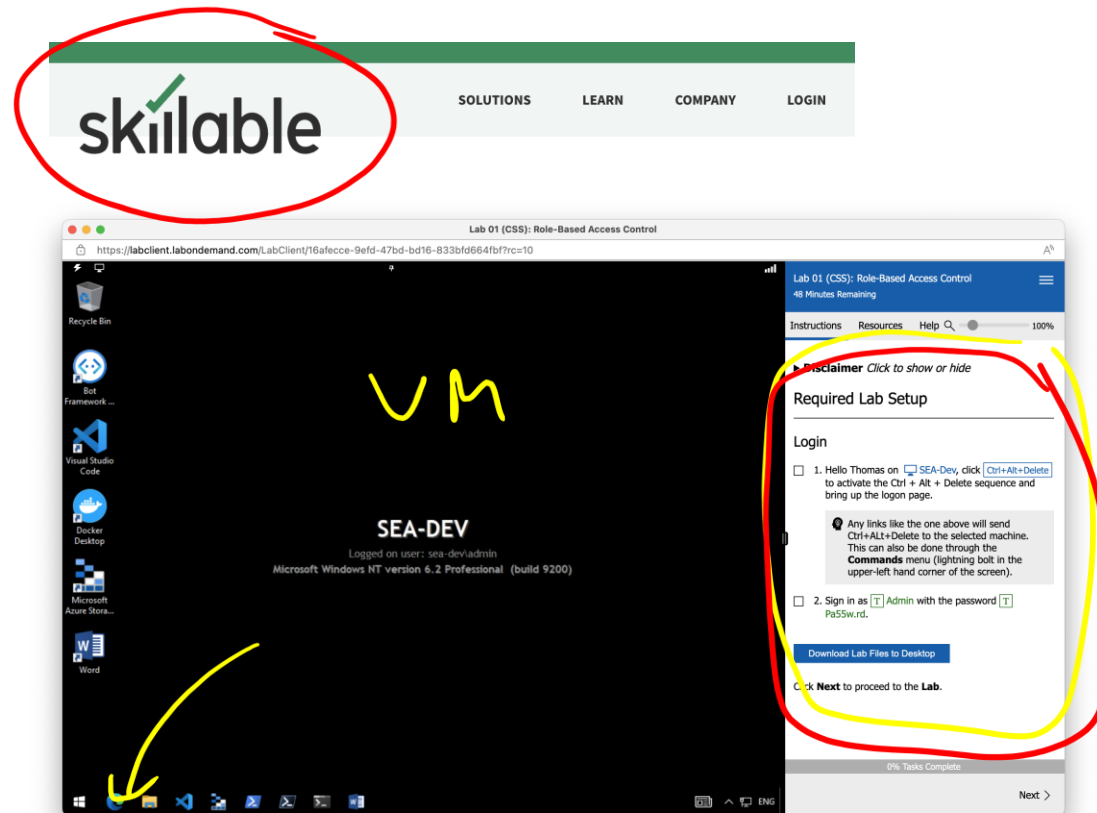 skillable
SOLUTIONS LEARN COMPANY LOGIN
Lab 01 (CSS): Role-Based Access Control
https://labclient.labondemand.com/LabClient/16afecce-9efd-47bd-bd16-833bfd664fbf?rc=10
Recycle Bin
Bot
Framework ...
Visual Studio
Code
Docker
Desktop
Microsoft
Azure Stora...
Word
VM
SEA-DEV
Logged on user: sea-dev\admin
Microsoft Windows NT version 6.2 Professional (build 9200)
ENG
Lab 01 (CSS): Role-Based Access Control
48 Minutes Remaining
Instructions Resources Help 100%
Disclaimer Click to show or hide
Required Lab Setup
Login
1. Hello Thomas on SEA-Dev, click Ctrl+Alt+Delete
to activate the Ctrl + Alt + Delete sequence and
bring up the logon page.
Any links like the one above will send
Ctrl+ALt+Delete to the selected machine.
This can also be done through the
Commands menu (lightning bolt in the
upper-left hand corner of the screen).
2. Sign in as T Admin with the password T
Pa55w.rd.
Download Lab Files to Desktop
Click Next to proceed to the Lab.
0% Tasks Complete
Next >